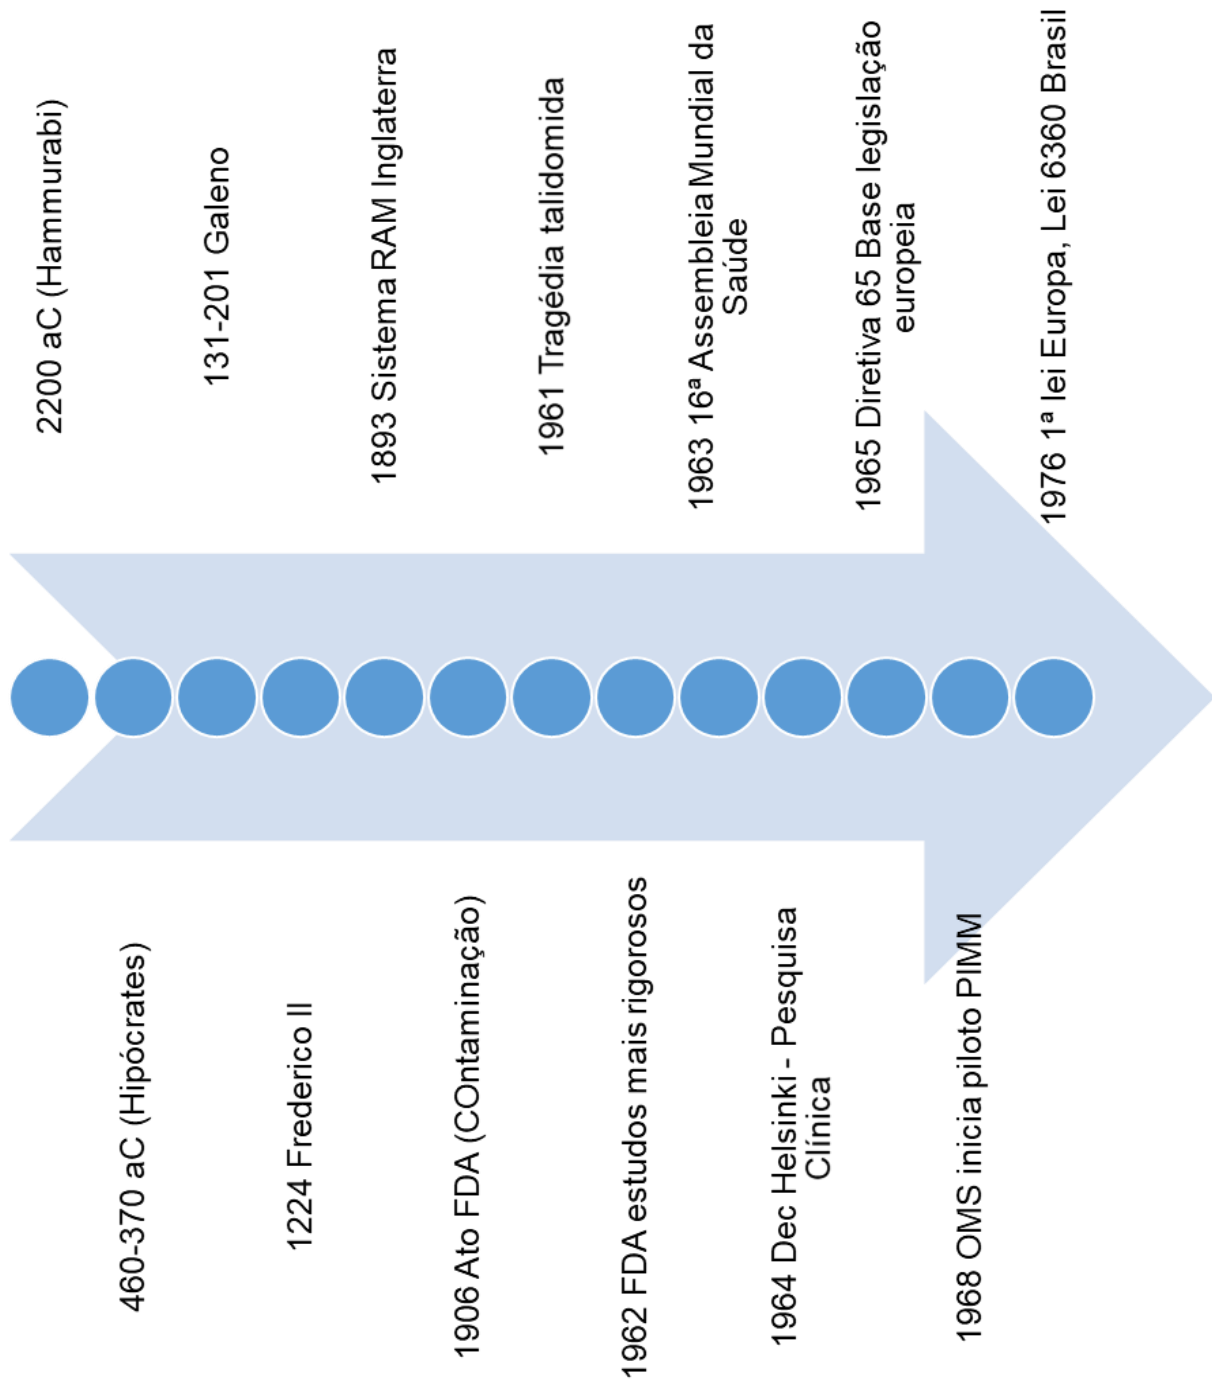 2200 aC (Hammurabi)
460-370 aC (Hipócrates)
131-201 Galeno
1224 Frederico II
1893 Sistema RAM Inglaterra
1906 Ato FDA (COntaminação)
1961 Tragédia talidomida
1962 FDA estudos mais rigorosos
1963 16ª Assembleia Mundial da
Saúde
1964 Dec Helsinki - Pesquisa
Clínica
1965 Diretiva 65 Base legislação
europeia
1968 OMS inicia piloto PIMM
1976 1ª lei Europa, Lei 6360 Brasil